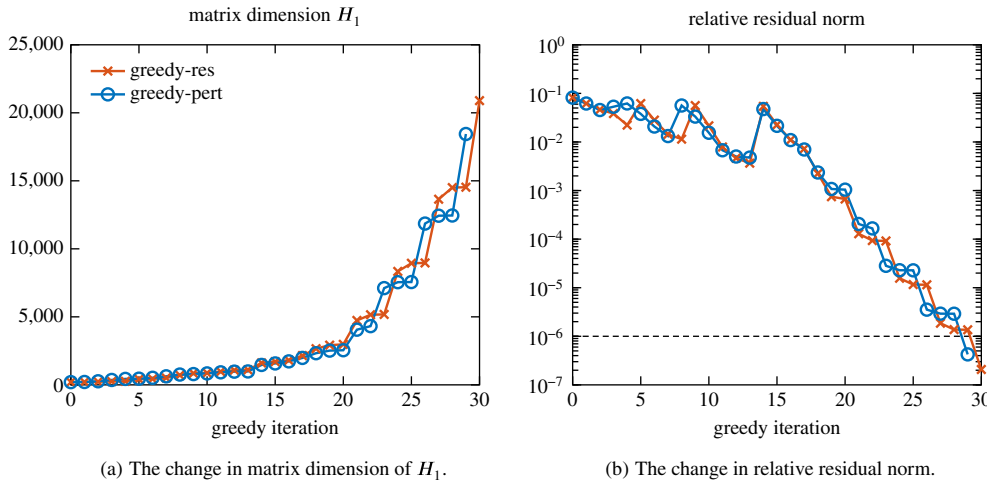 matrix dimension H₁
25,000
20,000
15,000
10,000
5,000
0
greedy-res
greedy-pert
0 5 10 15 20 25 30
greedy iteration
(a) The change in matrix dimension of H₁.
relative residual norm
10⁰
10⁻¹
10⁻²
10⁻³
10⁻⁴
10⁻⁵
10⁻⁶
10⁻⁷
0 5 10 15 20 25 30
greedy iteration
(b) The change in relative residual norm.